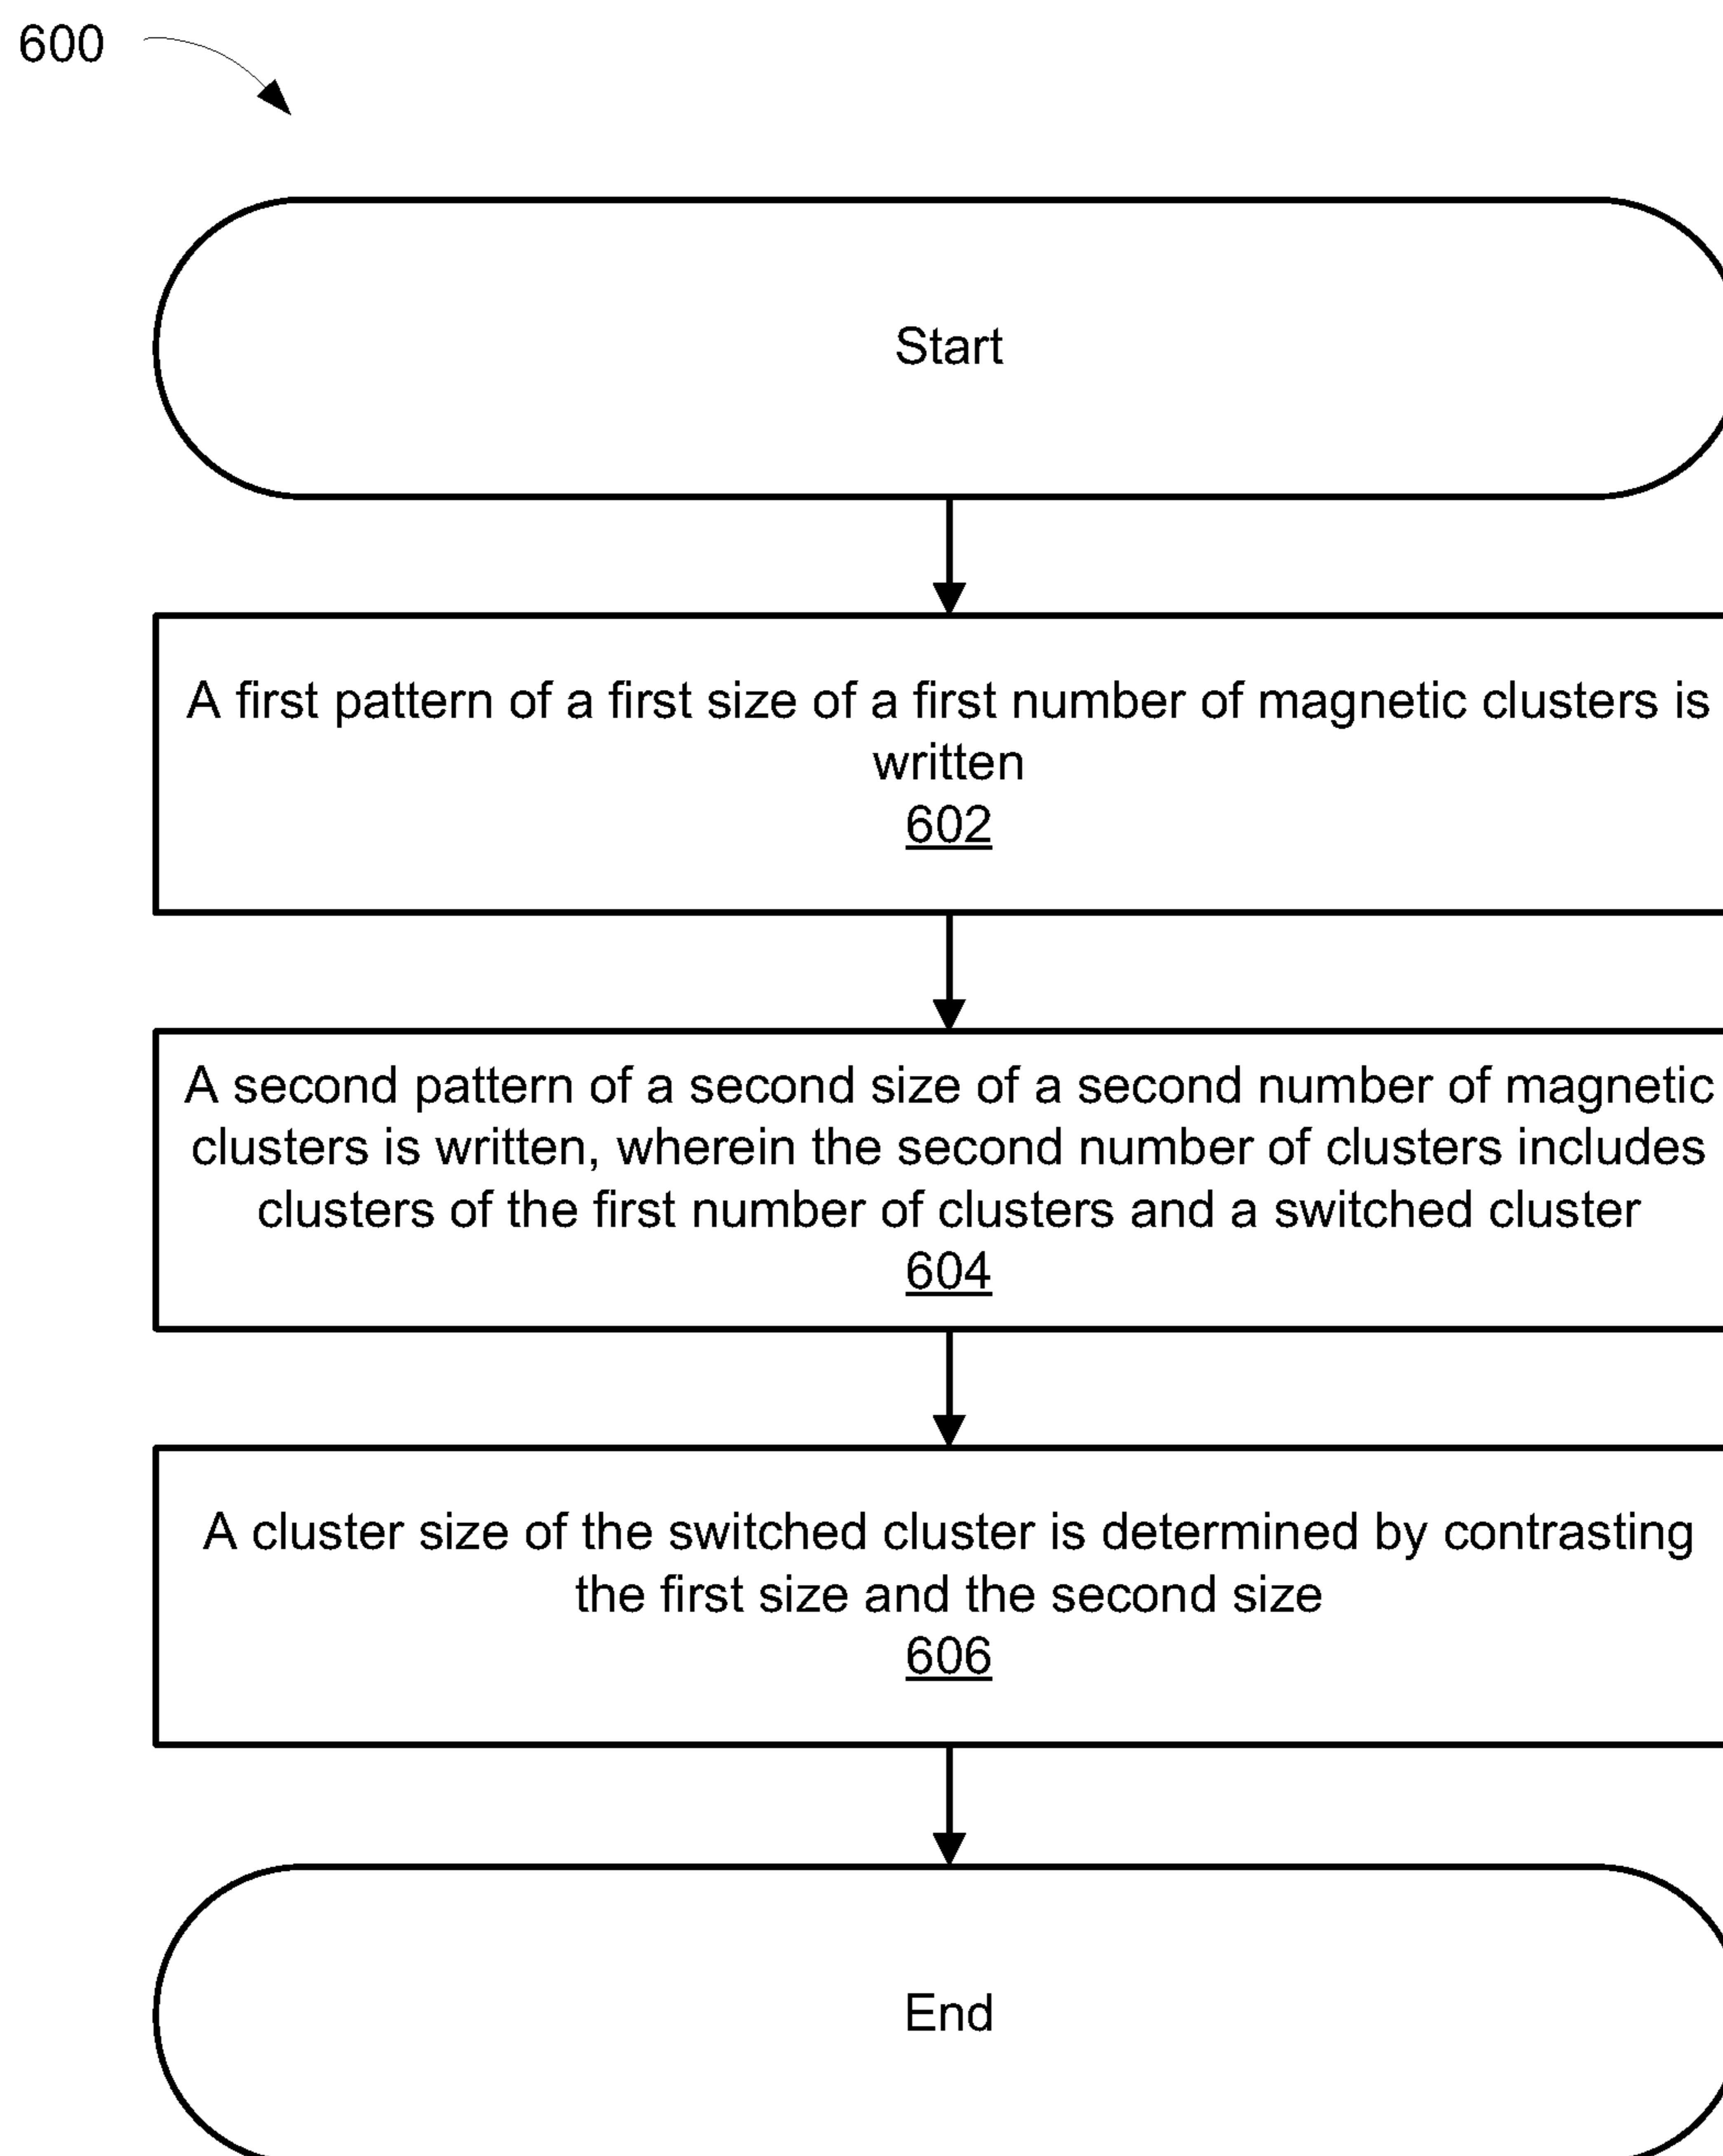 600
Start
A first pattern of a first size of a first number of magnetic clusters is
written
602
A second pattern of a second size of a second number of magnetic
clusters is written, wherein the second number of clusters includes
clusters of the first number of clusters and a switched cluster
604
A cluster size of the switched cluster is determined by contrasting
the first size and the second size
606
End